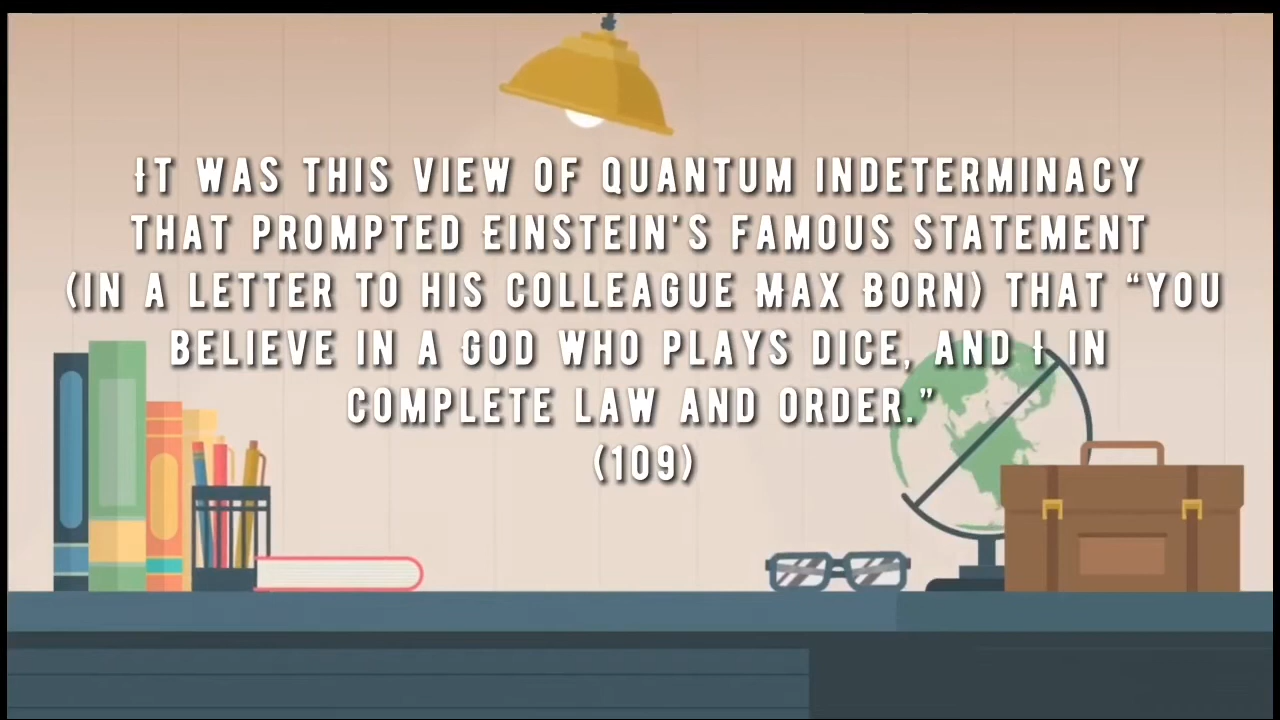 It was this view of quantum indeterminacy
that prompted Einstein's famous statement
(in a letter to his colleague Max Born) that “You
believe in a God who plays dice, and I in
complete law and order.”
(109)